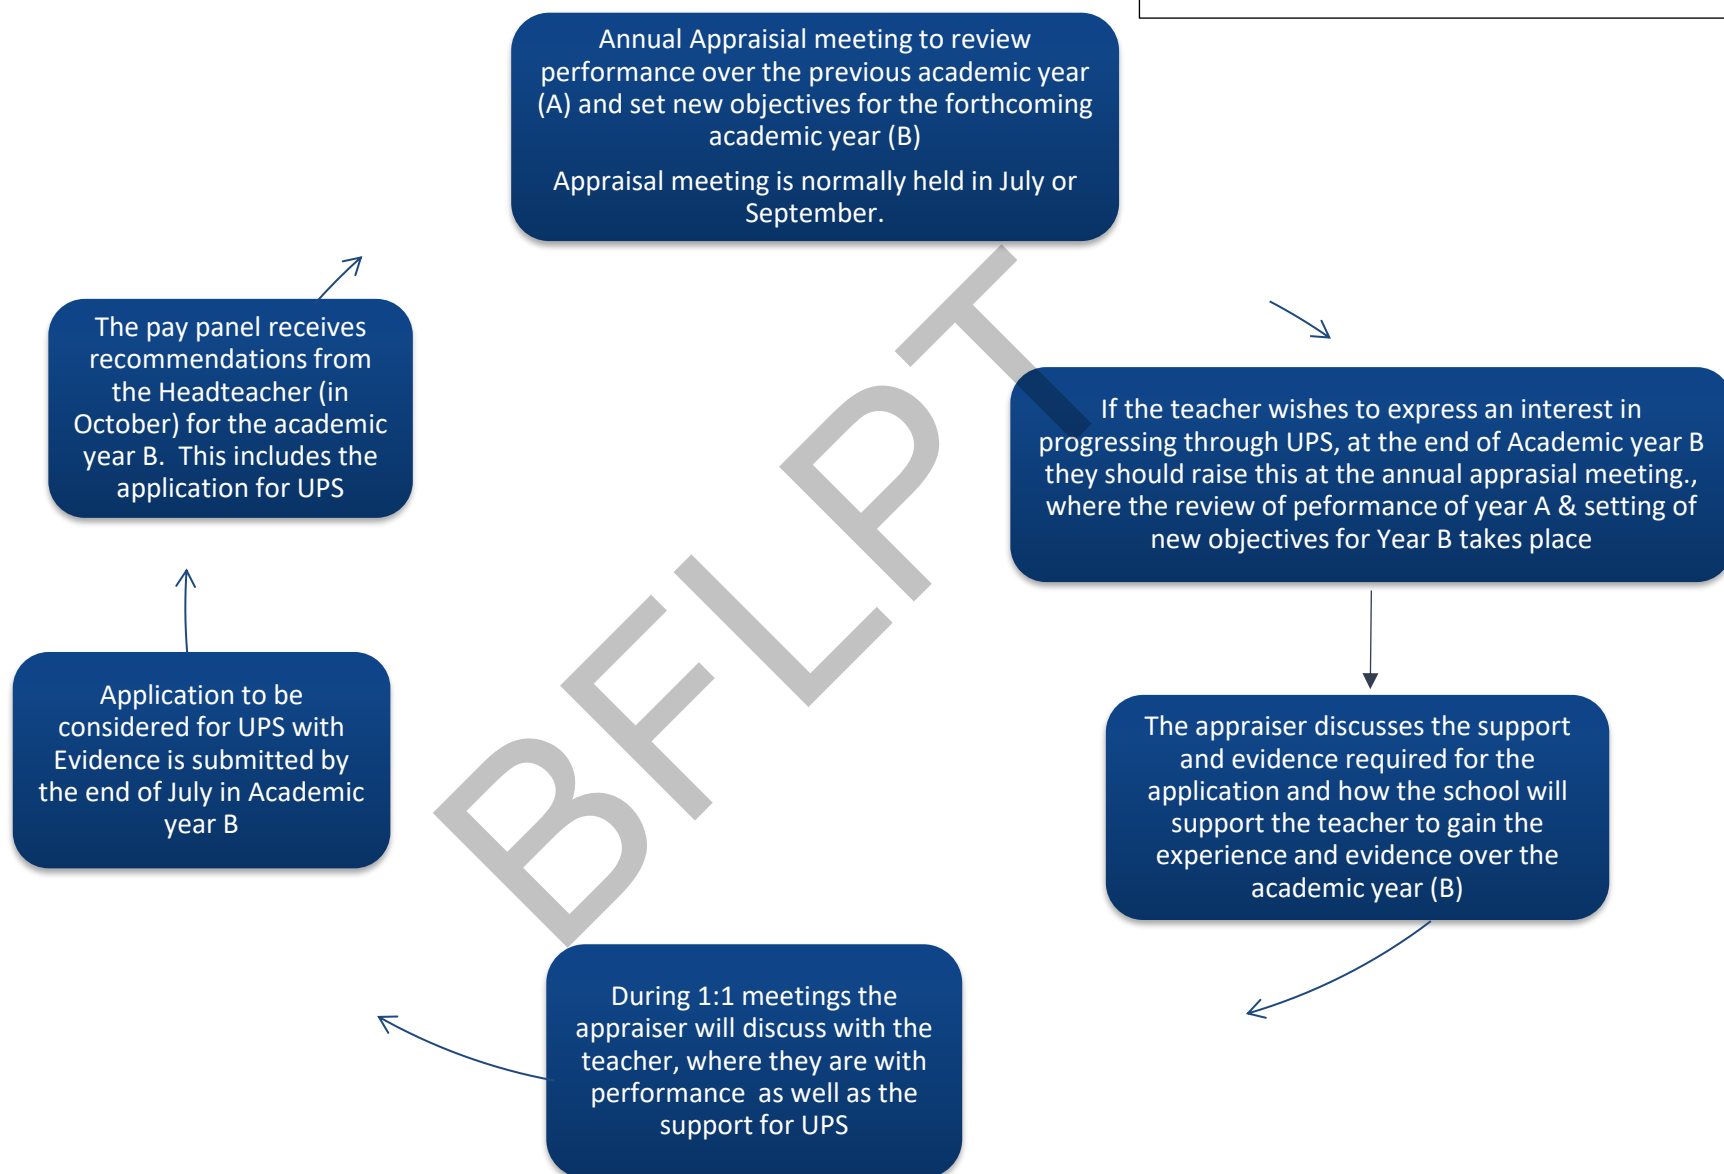 Annual Appraisial meeting to review
performance over the previous academic year
(A) and set new objectives for the forthcoming
academic year (B)
Appraisal meeting is normally held in July or
September.
If the teacher wishes to express an interest in
progressing through UPS, at the end of Academic year B
they should raise this at the annual apprasial meeting.,
where the review of peformance of year A & setting of
new objectives for Year B takes place
The appraiser discusses the support
and evidence required for the
application and how the school will
support the teacher to gain the
experience and evidence over the
academic year (B)
During 1:1 meetings the
appraiser will discuss with the
teacher, where they are with
performance  as well as the
support for UPS
Application to be
considered for UPS with
Evidence is submitted by
the end of July in Academic
year B
The pay panel receives
recommendations from
the Headteacher (in
October) for the academic
year B.  This includes the
application for UPS
BFLPT